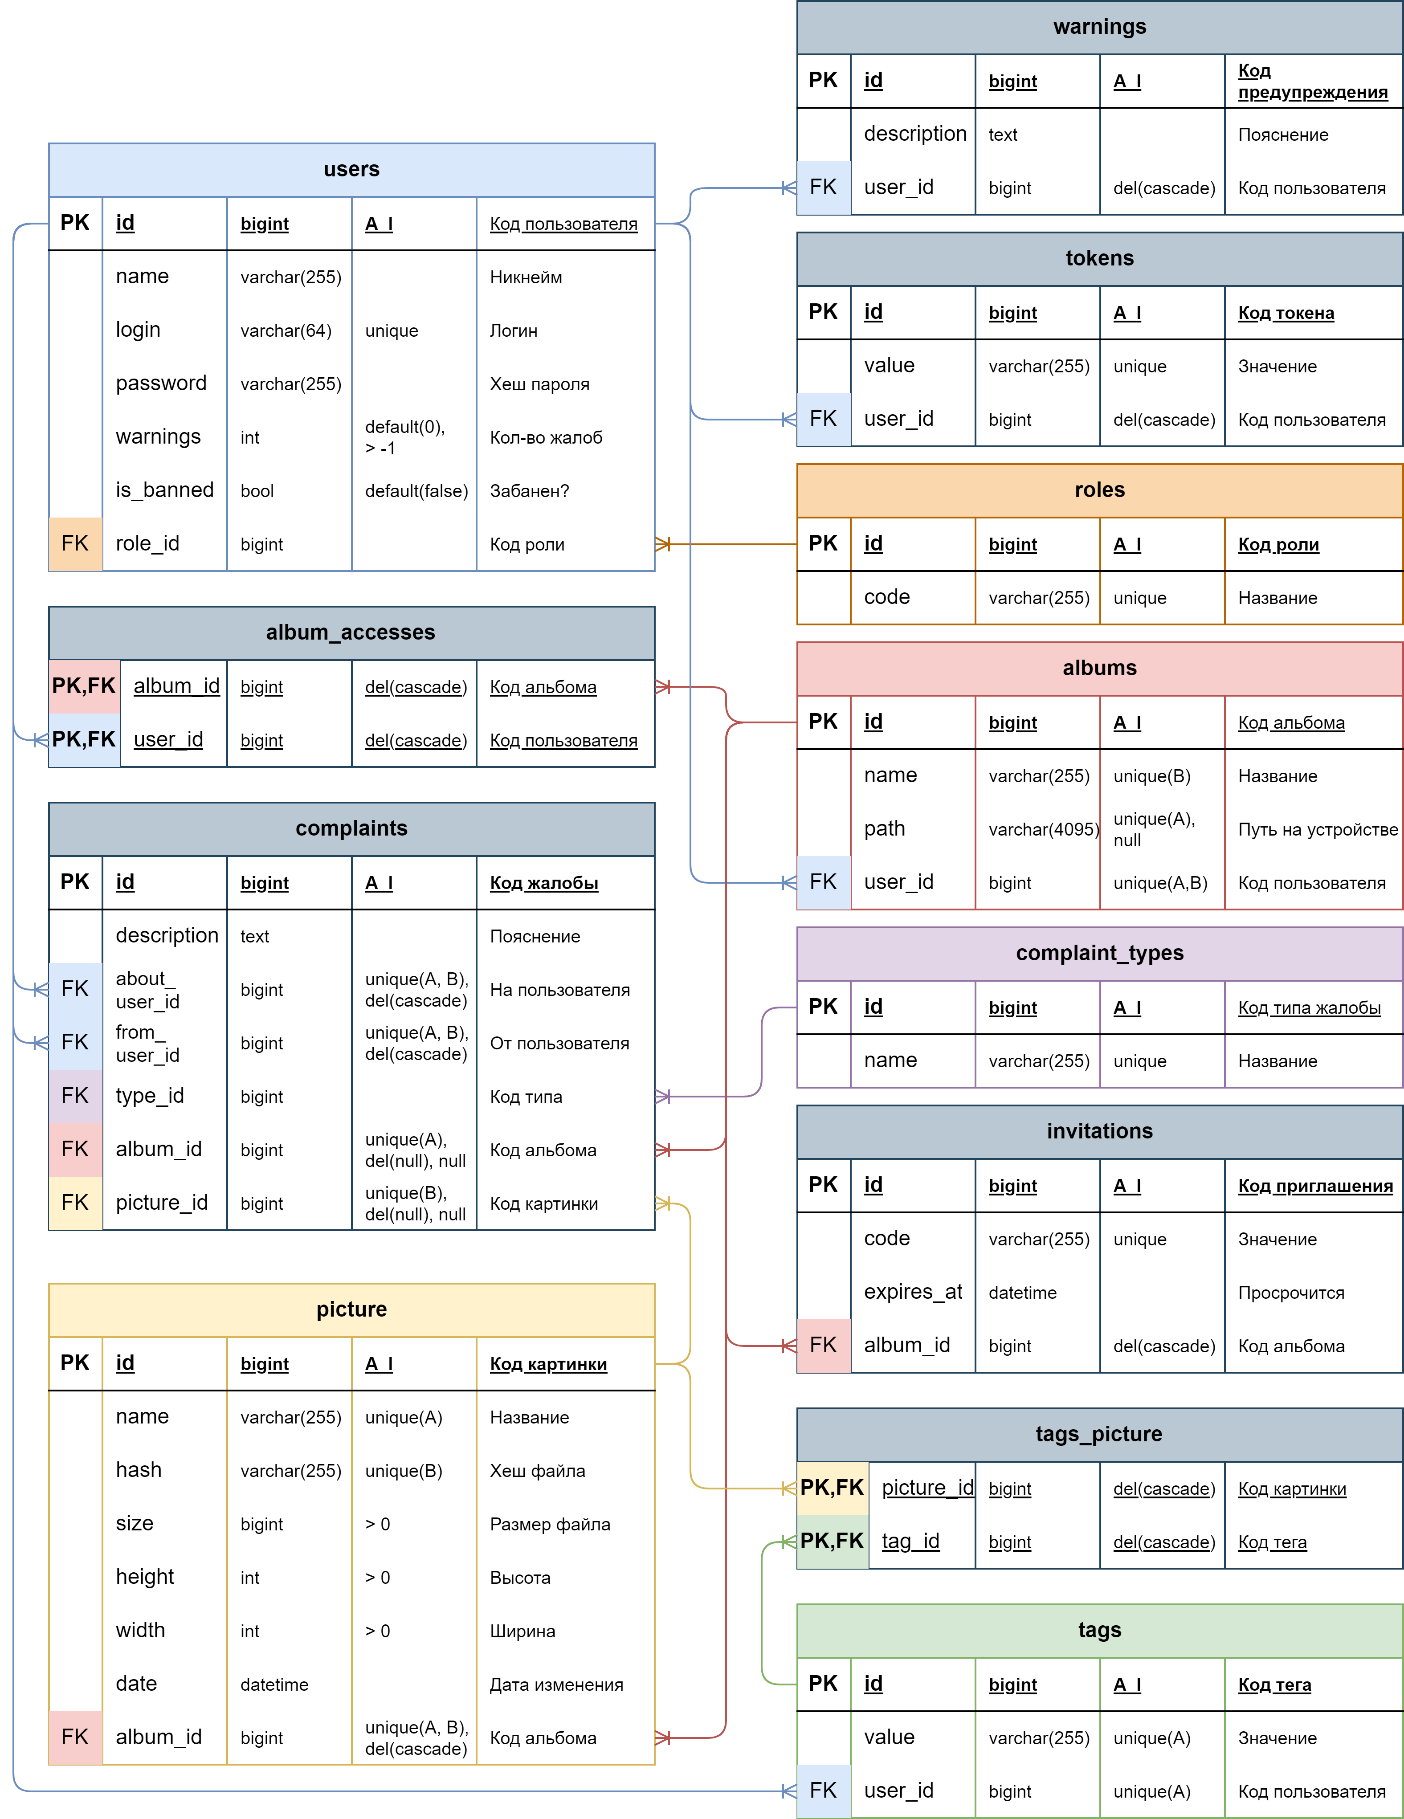 warnings
PK id bigint A_I Код
предупреждения
description text Пояснение
FK user_id bigint del(cascade) Код пользователя
users
PK id bigint A_I Код пользователя
name varchar(255) Никнейм
login varchar(64) unique Логин
password varchar(255) Хеш пароля
warnings int default(0),
> -1 Кол-во жалоб
is_banned bool default(false) Забанен?
FK role_id bigint Код роли
tokens
PK id bigint A_I Код токена
value varchar(255) unique Значение
FK user_id bigint del(cascade) Код пользователя
roles
PK id bigint A_I Код роли
code varchar(255) unique Название
album_accesses
PK,FK album_id bigint del(cascade) Код альбома
PK,FK user_id bigint del(cascade) Код пользователя
albums
PK id bigint A_I Код альбома
name varchar(255) unique(B) Название
path varchar(4095) unique(A),
null Путь на устройстве
FK user_id bigint unique(A,B) Код пользователя
complaints
PK id bigint A_I Код жалобы
description text Пояснение
FK about_
user_id bigint unique(A, B),
del(cascade) На пользователя
FK from_
user_id bigint unique(A, B),
del(cascade) От пользователя
FK type_id bigint Код типа
FK album_id bigint unique(A),
del(null), null Код альбома
FK picture_id bigint unique(B),
del(null), null Код картинки
complaint_types
PK id bigint A_I Код типа жалобы
name varchar(255) unique Название
invitations
PK id bigint A_I Код приглашения
code varchar(255) unique Значение
expires_at datetime Просрочится
FK album_id bigint del(cascade) Код альбома
picture
PK id bigint A_I Код картинки
name varchar(255) unique(A) Название
hash varchar(255) unique(B) Хеш файла
size bigint > 0 Размер файла
height int > 0 Высота
width int > 0 Ширина
date datetime Дата изменения
FK album_id bigint unique(A, B),
del(cascade) Код альбома
tags_picture
PK,FK picture_id bigint del(cascade) Код картинки
PK,FK tag_id bigint del(cascade) Код тега
tags
PK id bigint A_I Код тега
value varchar(255) unique(A) Значение
FK user_id bigint unique(A) Код пользователя